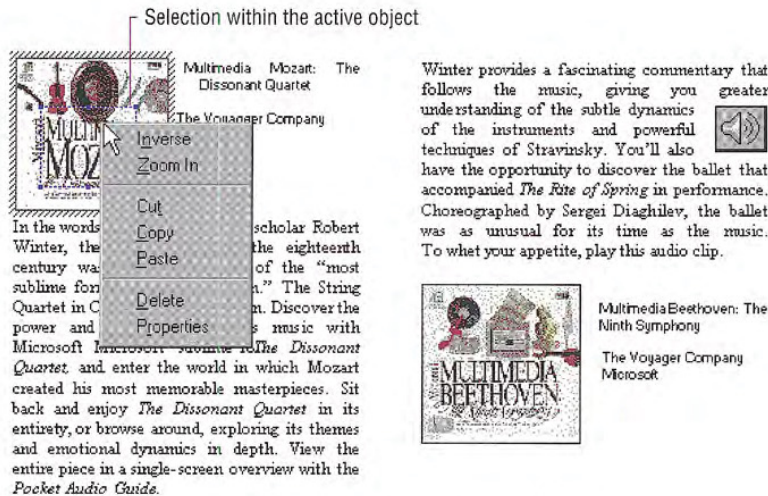 Selection within the active object
Multimedia Mozart: The
Dissonant Quartet
The Voyager Company
MULTIM
MOZ
Inverse
Zoom In
Cut
Copy
Paste
Delete
Properties
In the words scholar Robert
Winter, the the eighteenth
century was of the “most
sublime for n.” The String
Quartet in C n. Discover the
power and s music with
Microsoft The Dissonant
Quartet, and enter the world in which Mozart
created his most memorable masterpieces. Sit
back and enjoy The Dissonant Quartet in its
entirety, or browse around, exploring its themes
and emotional dynamics in depth. View the
entire piece in a single-screen overview with the
Pocket Audio Guide.
Winter provides a fascinating commentary that
follows the music, giving you greater
understanding of the subtle dynamics
of the instruments and powerful
techniques of Stravinsky. You'll also
have the opportunity to discover the ballet that
accompanied The Rite of Spring in performance.
Choreographed by Sergei Diaghilev, the ballet
was as unusual for its time as the music.
To whet your appetite, play this audio clip.
MULTIMEDIA
BEETHOVEN
Multimedia Beethoven: The
Ninth Symphony
The Voyager Company
Microsoft